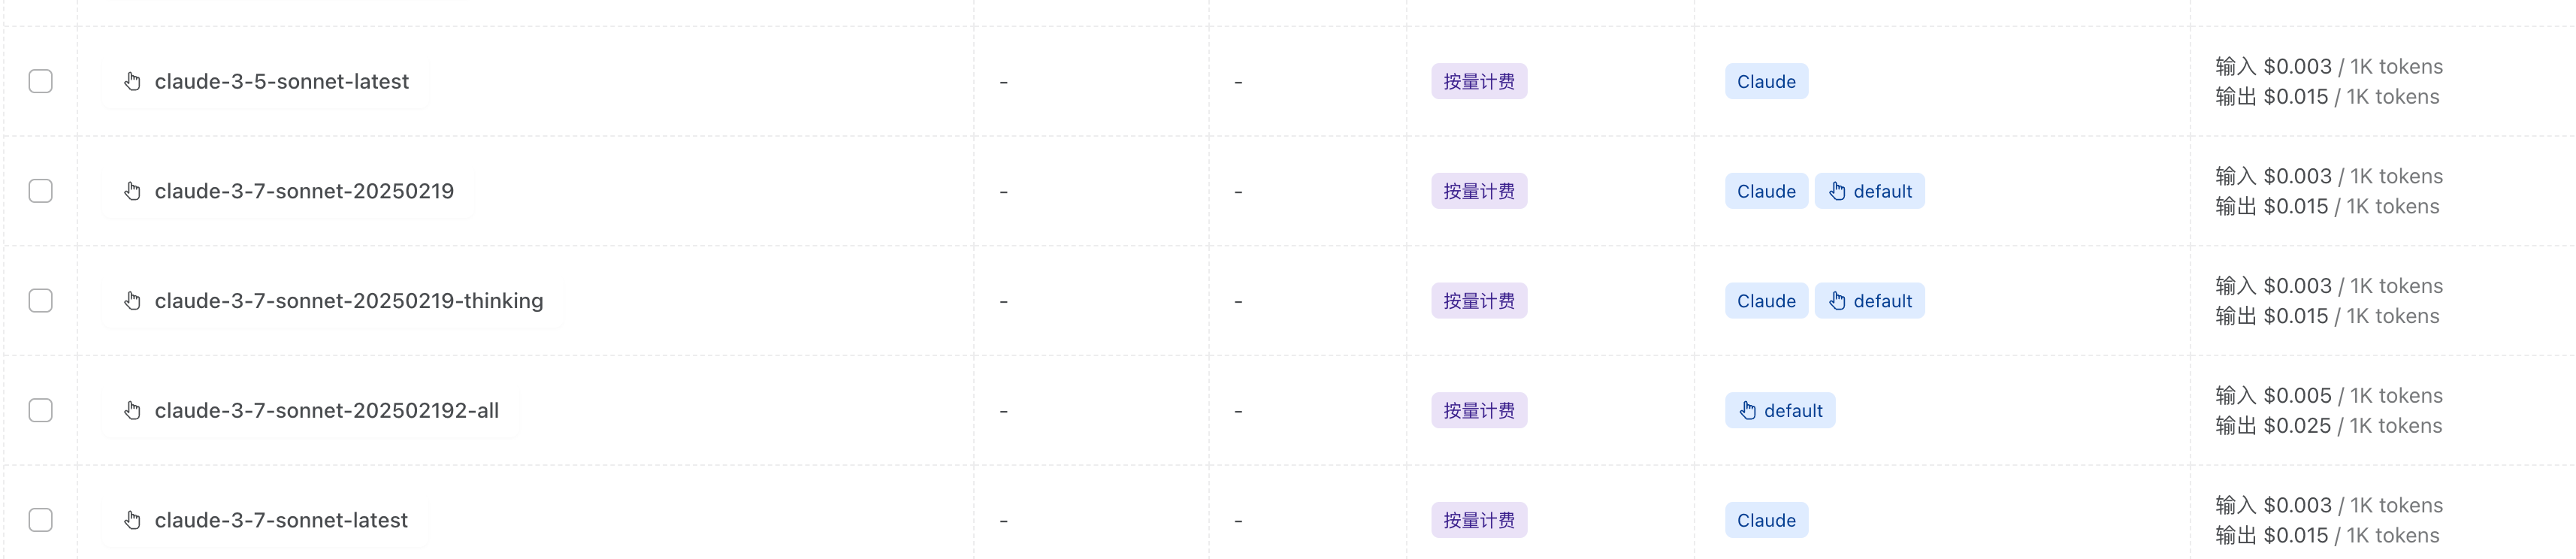 claude-3-5-sonnet-latest - - 按量计费 Claude 输入 $0.003 / 1K tokens
输出 $0.015 / 1K tokens
claude-3-7-sonnet-20250219 - - 按量计费 Claude default 输入 $0.003 / 1K tokens
输出 $0.015 / 1K tokens
claude-3-7-sonnet-20250219-thinking - - 按量计费 Claude default 输入 $0.003 / 1K tokens
输出 $0.015 / 1K tokens
claude-3-7-sonnet-202502192-all - - 按量计费 default 输入 $0.005 / 1K tokens
输出 $0.025 / 1K tokens
claude-3-7-sonnet-latest - - 按量计费 Claude 输入 $0.003 / 1K tokens
输出 $0.015 / 1K tokens